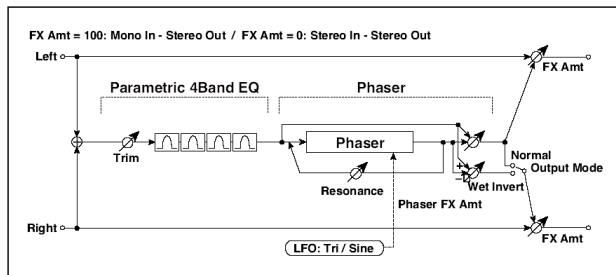 FX Amt = 100: Mono In - Stereo Out / FX Amt = 0: Stereo In - Stereo Out
Left
FX Amt
Parametric 4Band EQ
Phaser
Trim
Phaser
Resonance
+
–
Wet Invert
Normal
Output Mode
Phaser FX Amt
Right
FX Amt
LFO: Tri / Sine